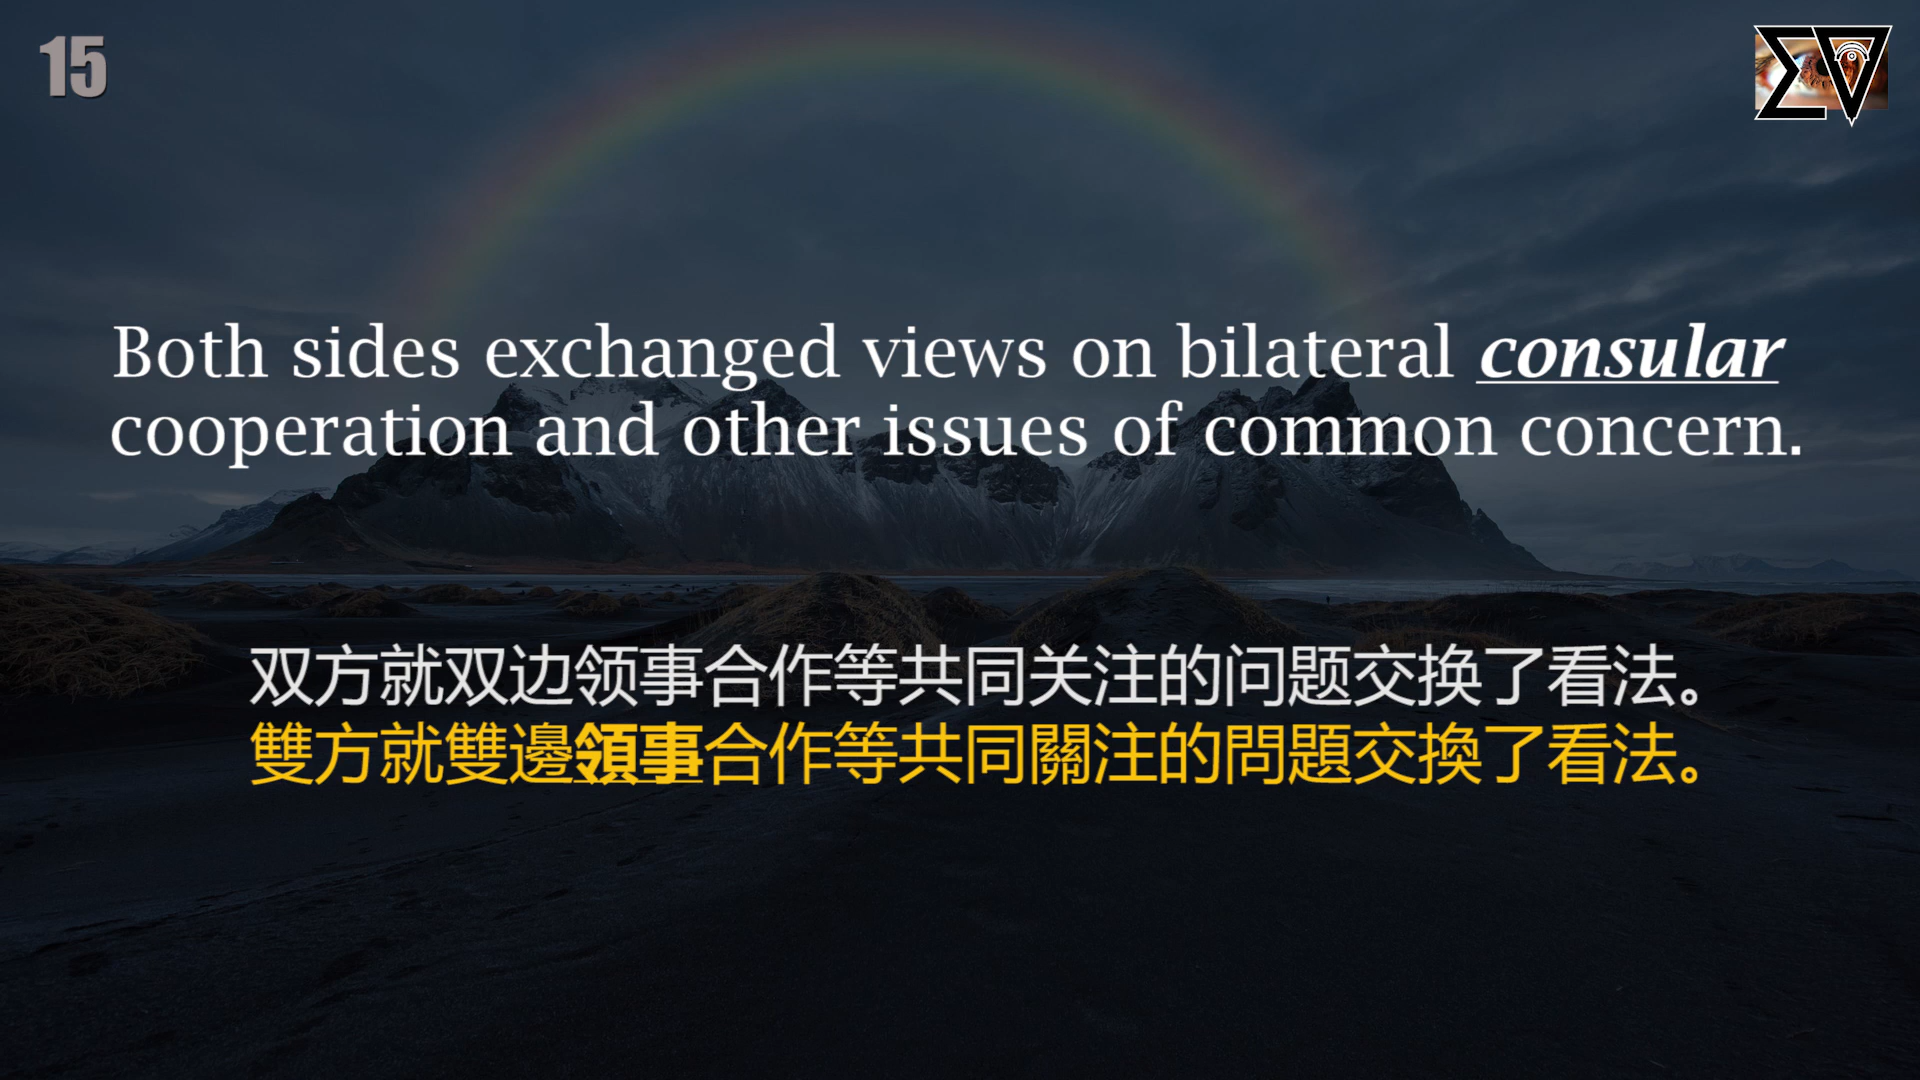 15
Both sides exchanged views on bilateral consular
cooperation and other issues of common concern.
双方就双边领事合作等共同关注的问题交换了看法。
雙方就雙邊領事合作等共同關注的問題交換了看法。